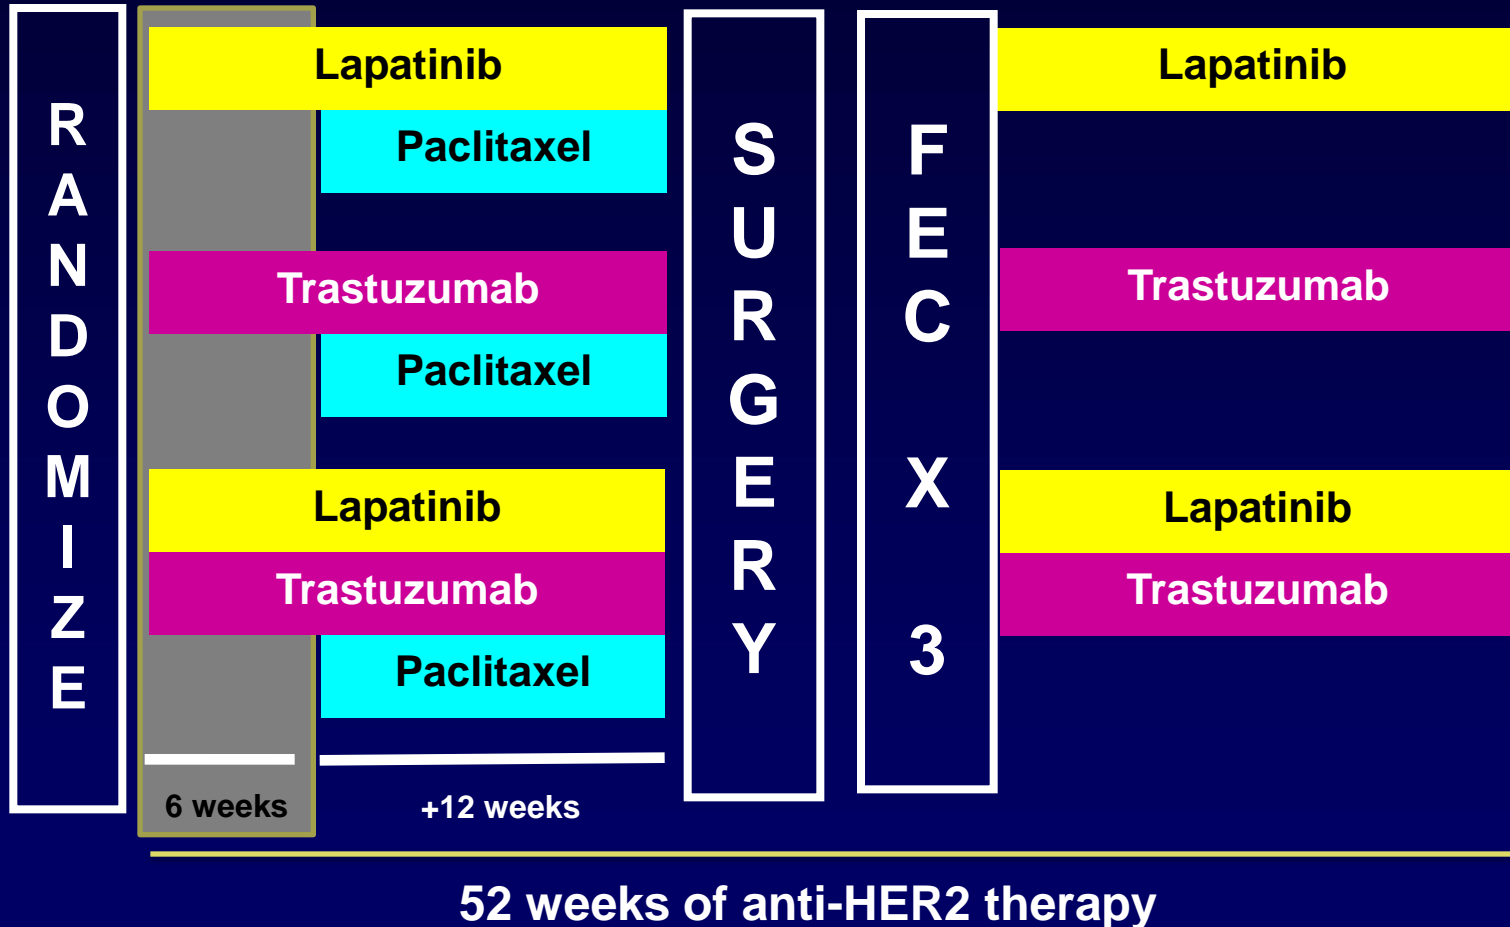 RANDOMIZE
Lapatinib
Paclitaxel
Trastuzumab
Paclitaxel
Lapatinib
Trastuzumab
Paclitaxel
6 weeks
+12 weeks
SURGERY
FEC X 3
Lapatinib
Trastuzumab
Lapatinib
Trastuzumab
52 weeks of anti-HER2 therapy